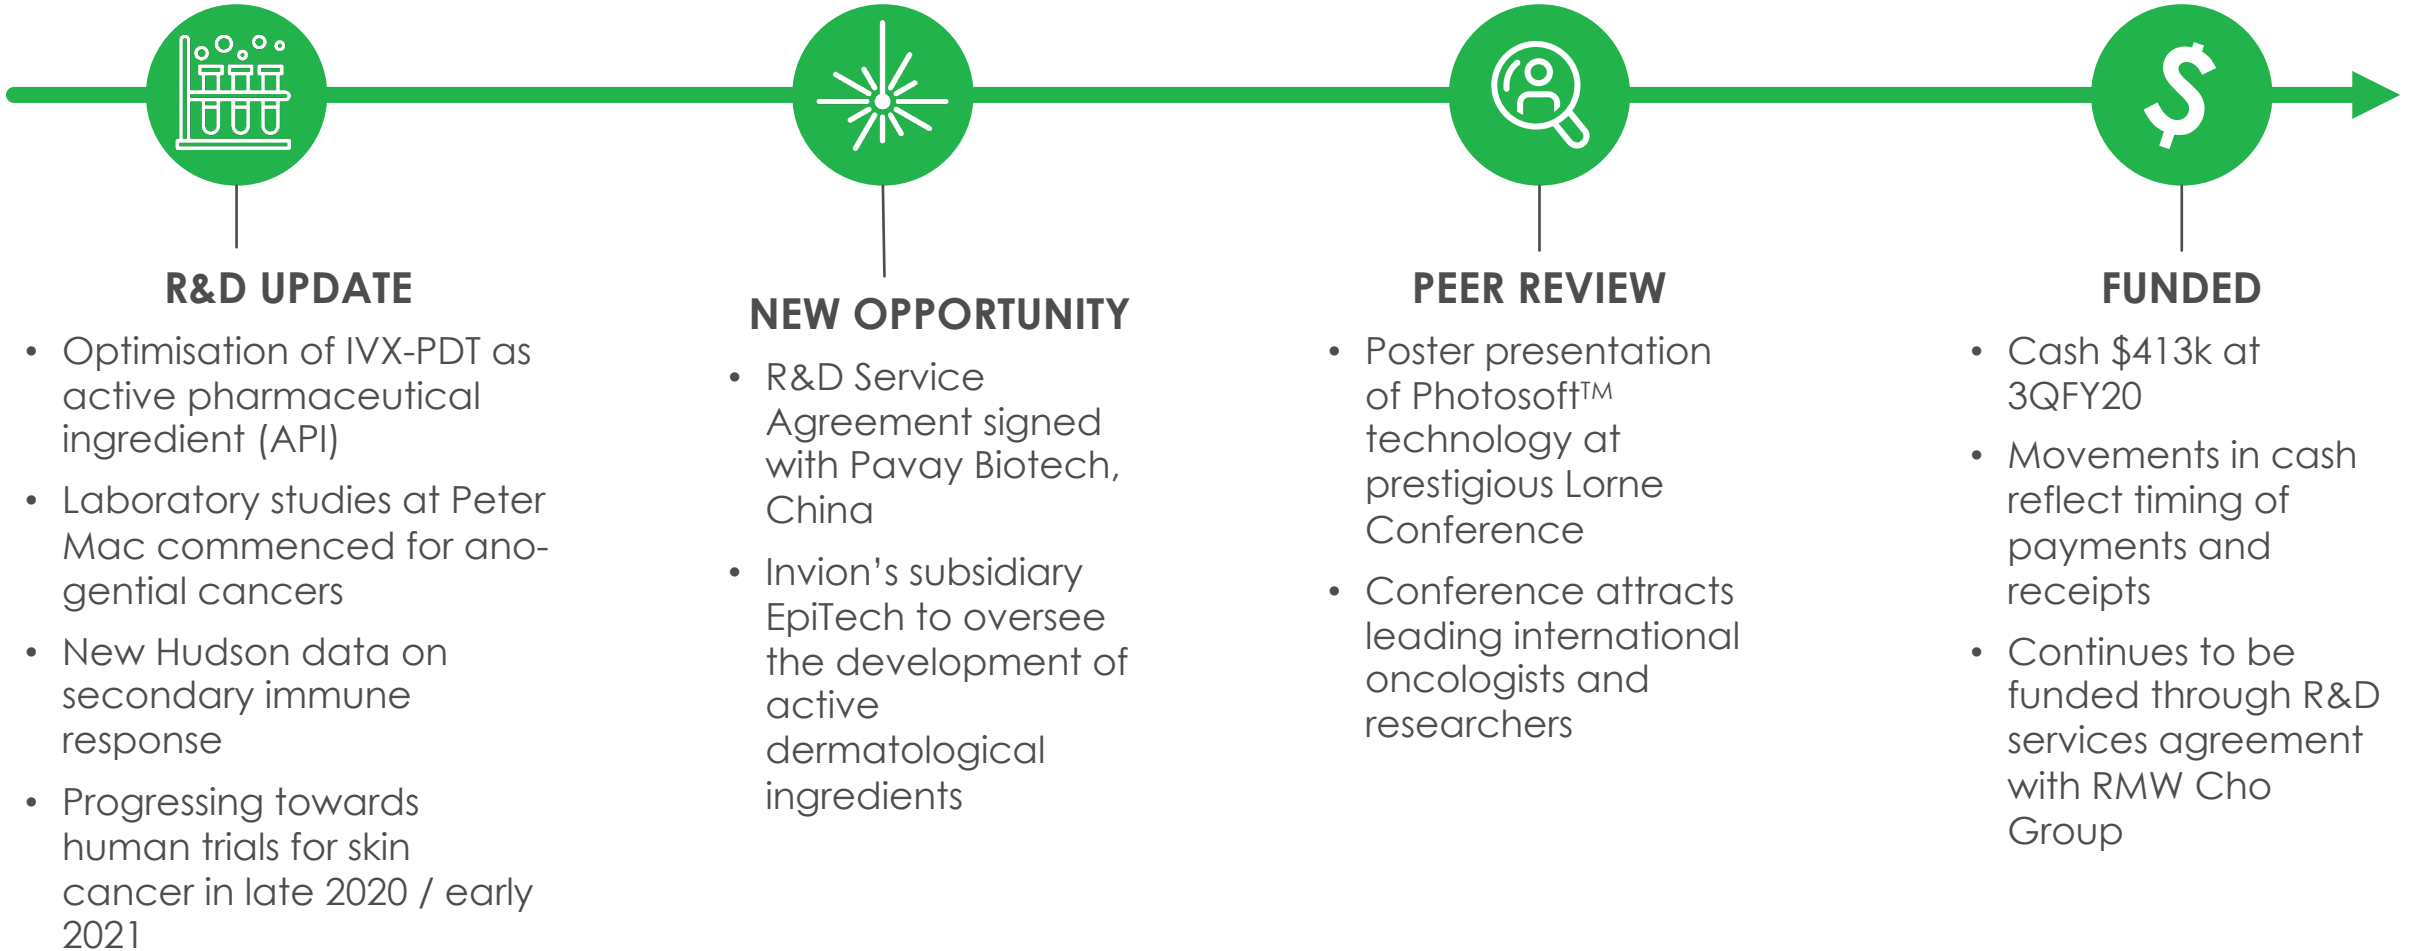 R&D UPDATE
• Optimisation of IVX-PDT as
active pharmaceutical
ingredient (API)
• Laboratory studies at Peter
Mac commenced for ano-
gential cancers
• New Hudson data on
secondary immune
response
• Progressing towards
human trials for skin
cancer in late 2020 / early
2021
NEW OPPORTUNITY
• R&D Service
Agreement signed
with Pavay Biotech,
China
• Invion’s subsidiary
EpiTech to oversee
the development of
active
dermatological
ingredients
PEER REVIEW
• Poster presentation
of Photosoft™
technology at
prestigious Lorne
Conference
• Conference attracts
leading international
oncologists and
researchers
$
FUNDED
• Cash $413k at
3QFY20
• Movements in cash
reflect timing of
payments and
receipts
• Continues to be
funded through R&D
services agreement
with RMW Cho
Group